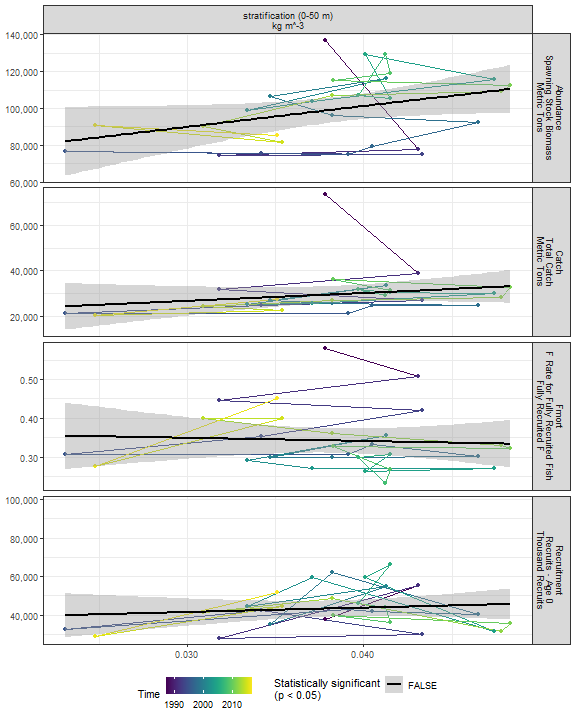 stratification (0-50 m)
kg m^-3
140,000
120,000
100,000
80,000
60,000
Abundance
Spawning Stock Biomass
Metric Tons
60,000
40,000
20,000
Catch
Total Catch
Metric Tons
0.50
0.40
0.30
Fmort
F Rate for Fully Recruited Fish
Fully Recruited F
100,000
80,000
60,000
40,000
Recruitment
Recruits - Age 0
Thousand Recruits
0.030
0.040
Time
1990 2000 2010
Statistically significant
(p < 0.05)
FALSE